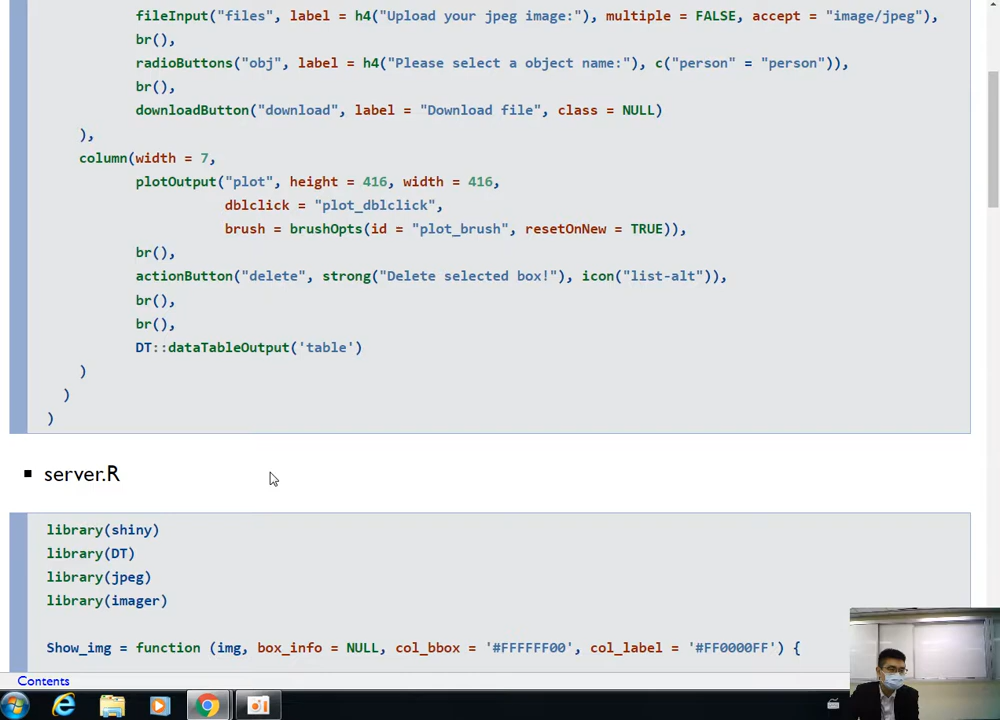 fileInput("files", label = h4("Upload your jpeg image:"), multiple = FALSE, accept = "image/jpeg"),
br(),
radioButtons("obj", label = h4("Please select a object name:"), c("person" = "person")),
br(),
downloadButton("download", label = "Download file", class = NULL)
),
column(width = 7,
plotOutput("plot", height = 416, width = 416,
dblclick = "plot_dblclick",
brush = brushOpts(id = "plot_brush", resetOnNew = TRUE)),
br(),
actionButton("delete", strong("Delete selected box!"), icon("list-alt")),
br(),
br(),
DT::dataTableOutput('table')
)
)
)
server.R
library(shiny)
library(DT)
library(jpeg)
library(imager)
Show_img = function (img, box_info = NULL, col_bbox = '#FFFFFF00', col_label = '#FF0000FF') {
Contents